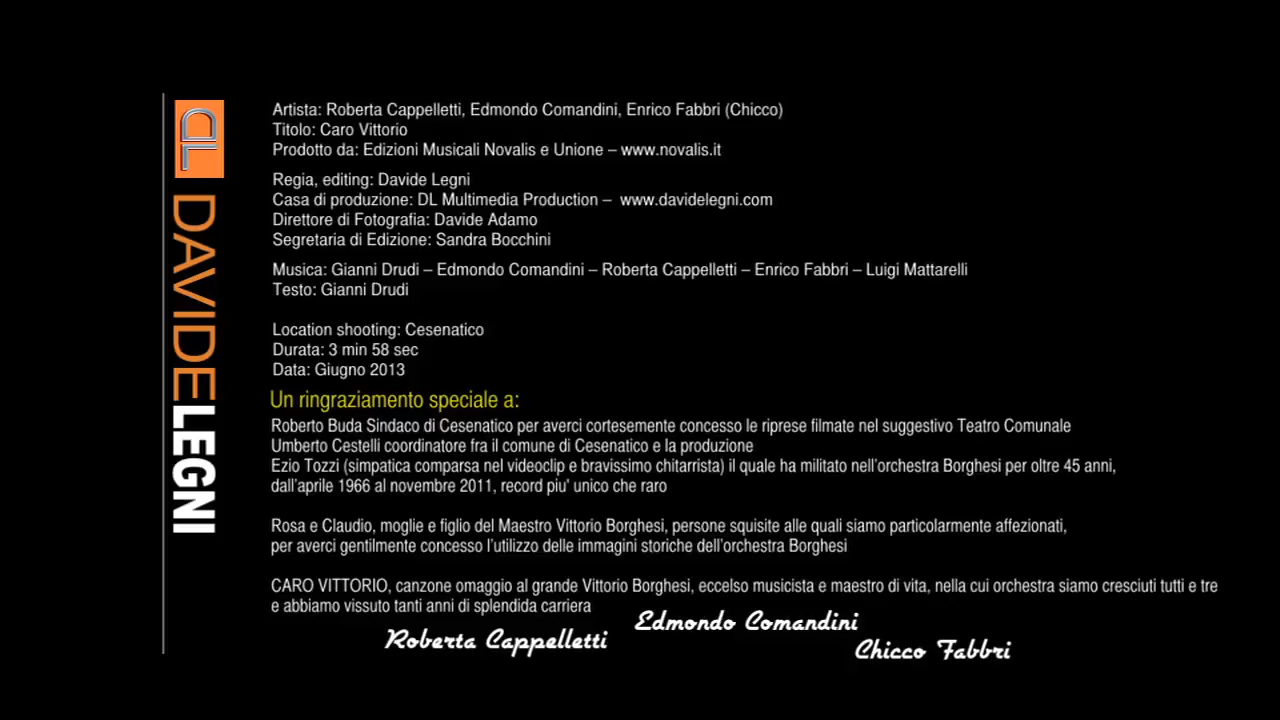 DL
DAVIDELEGNI
Artista: Roberta Cappelletti, Edmondo Comandini, Enrico Fabbri (Chicco)
Titolo: Caro Vittorio
Prodotto da: Edizioni Musicali Novalis e Unione – www.novalis.it
Regia, editing: Davide Legni
Casa di produzione: DL Multimedia Production – www.davidelegni.com
Direttore di Fotografia: Davide Adamo
Segretaria di Edizione: Sandra Bocchini
Musica: Gianni Drudi – Edmondo Comandini – Roberta Cappelletti – Enrico Fabbri – Luigi Mattarelli
Testo: Gianni Drudi
Location shooting: Cesenatico
Durata: 3 min 58 sec
Data: Giugno 2013
Un ringraziamento speciale a:
Roberto Buda Sindaco di Cesenatico per averci cortesemente concesso le riprese filmate nel suggestivo Teatro Comunale
Umberto Cestelli coordinatore fra il comune di Cesenatico e la produzione
Ezio Tozzi (simpatica comparsa nel videoclip e bravissimo chitarrista) il quale ha militato nell'orchestra Borghesi per oltre 45 anni,
dall'aprile 1966 al novembre 2011, record piu' unico che raro
Rosa e Claudio, moglie e figlio del Maestro Vittorio Borghesi, persone squisite alle quali siamo particolarmente affezionati,
per averci gentilmente concesso l'utilizzo delle immagini storiche dell'orchestra Borghesi
CARO VITTORIO, canzone omaggio al grande Vittorio Borghesi, eccelso musicista e maestro di vita, nella cui orchestra siamo cresciuti tutti e tre
e abbiamo vissuto tanti anni di splendida carriera
Edmondo Comandini
Roberta Cappelletti
Chicco Fabbri